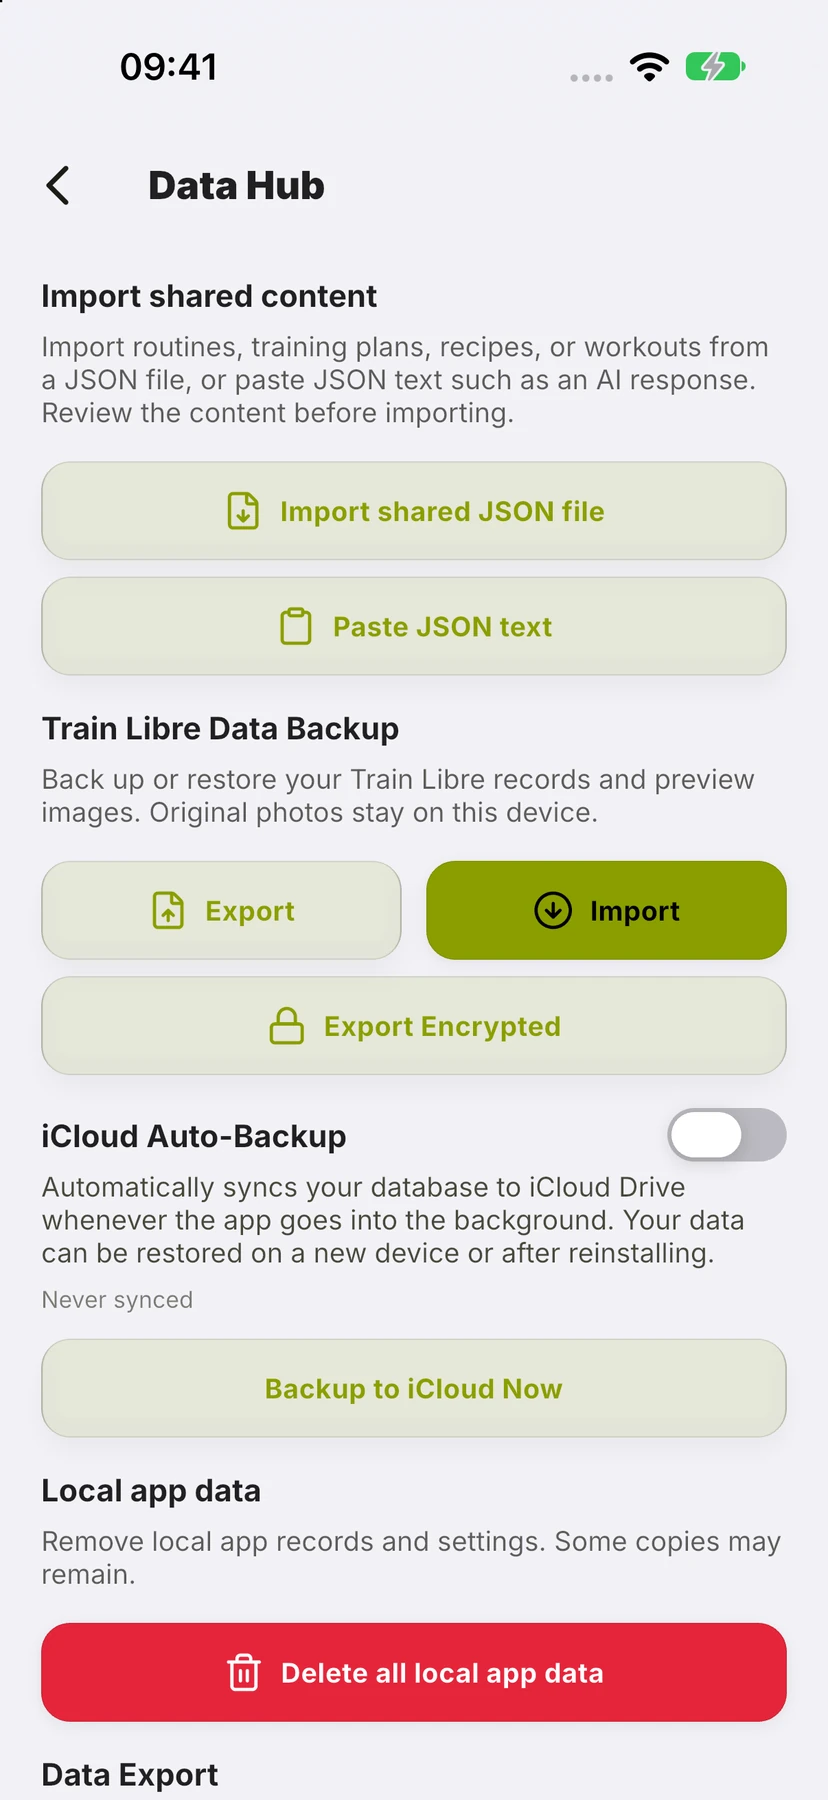 09:41
Data Hub
Import shared content
Import routines, training plans, recipes, or workouts from
a JSON file, or paste JSON text such as an AI response.
Review the content before importing.
Import shared JSON file
Paste JSON text
Train Libre Data Backup
Back up or restore your Train Libre records and preview
images. Original photos stay on this device.
Export
Import
Export Encrypted
iCloud Auto-Backup
Automatically syncs your database to iCloud Drive
whenever the app goes into the background. Your data
can be restored on a new device or after reinstalling.
Never synced
Backup to iCloud Now
Local app data
Remove local app records and settings. Some copies may
remain.
Delete all local app data
Data Export